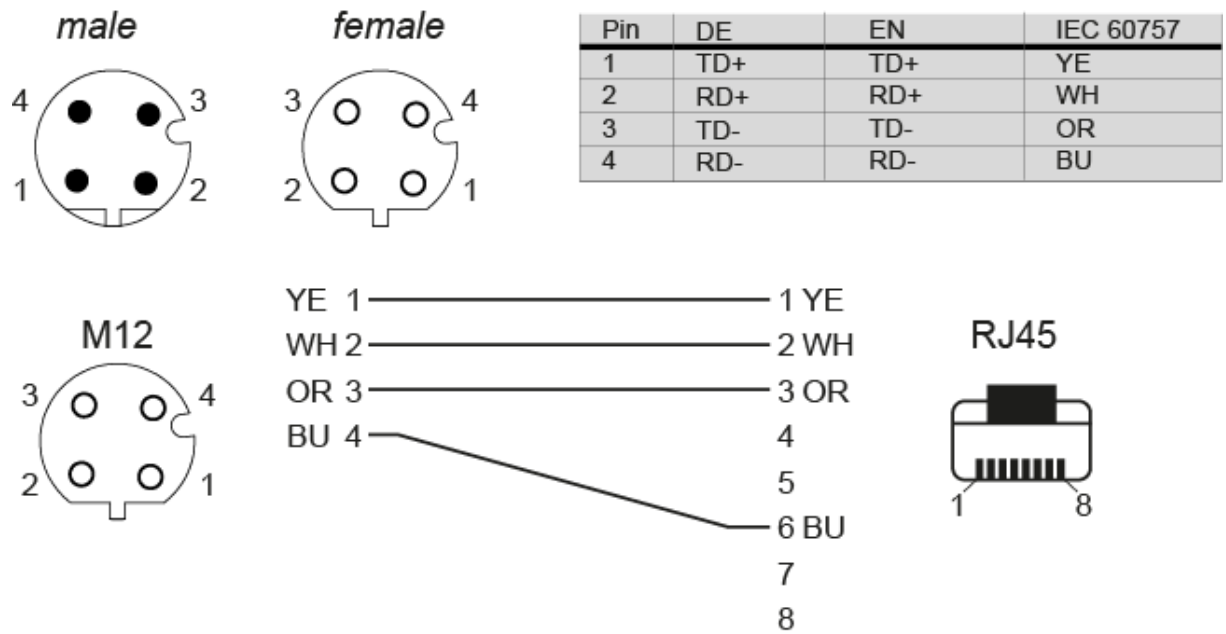 male
female
4 3
1 2
3 4
2 1
Pin DE EN IEC 60757
1 TD+ TD+ YE
2 RD+ RD+ WH
3 TD- TD- OR
4 RD- RD- BU
M12
3 4
2 1
YE 1 1 YE
WH 2 2 WH
OR 3 3 OR
BU 4 4
5
6 BU
7
8
RJ45
1 8